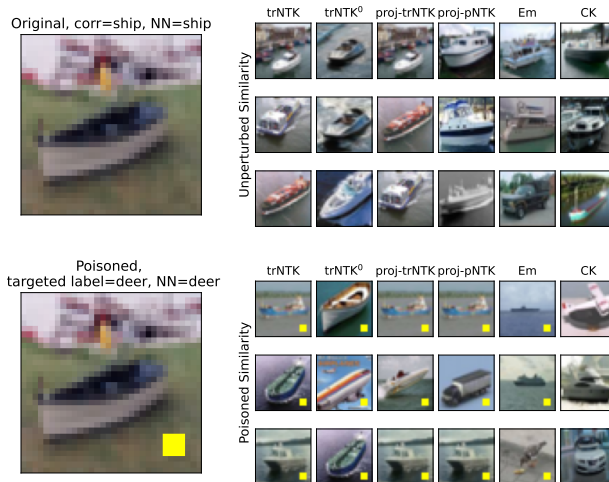 Original, corr=ship, NN=ship
trNTK trNTK⁰ proj-trNTK proj-pNTK Em CK
Unperturbed Similarity
Poisoned,
targeted label=deer, NN=deer
trNTK trNTK⁰ proj-trNTK proj-pNTK Em CK
Poisoned Similarity